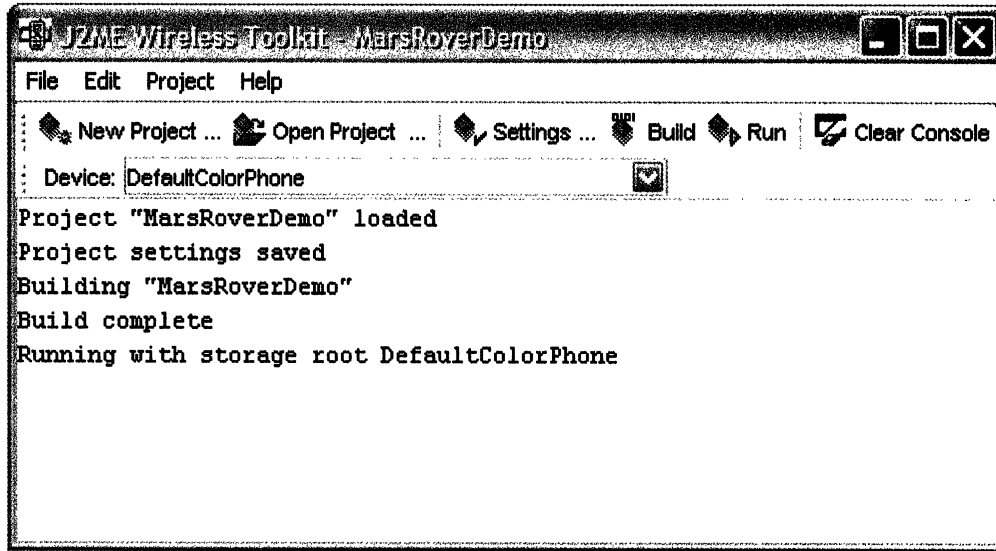 J2ME Wireless Toolkit - MarsRoverDemo
File Edit Project Help
New Project ... Open Project ... Settings ... Build Run Clear Console
Device: DefaultColorPhone
Project "MarsRoverDemo" loaded
Project settings saved
Building "MarsRoverDemo"
Build complete
Running with storage root DefaultColorPhone